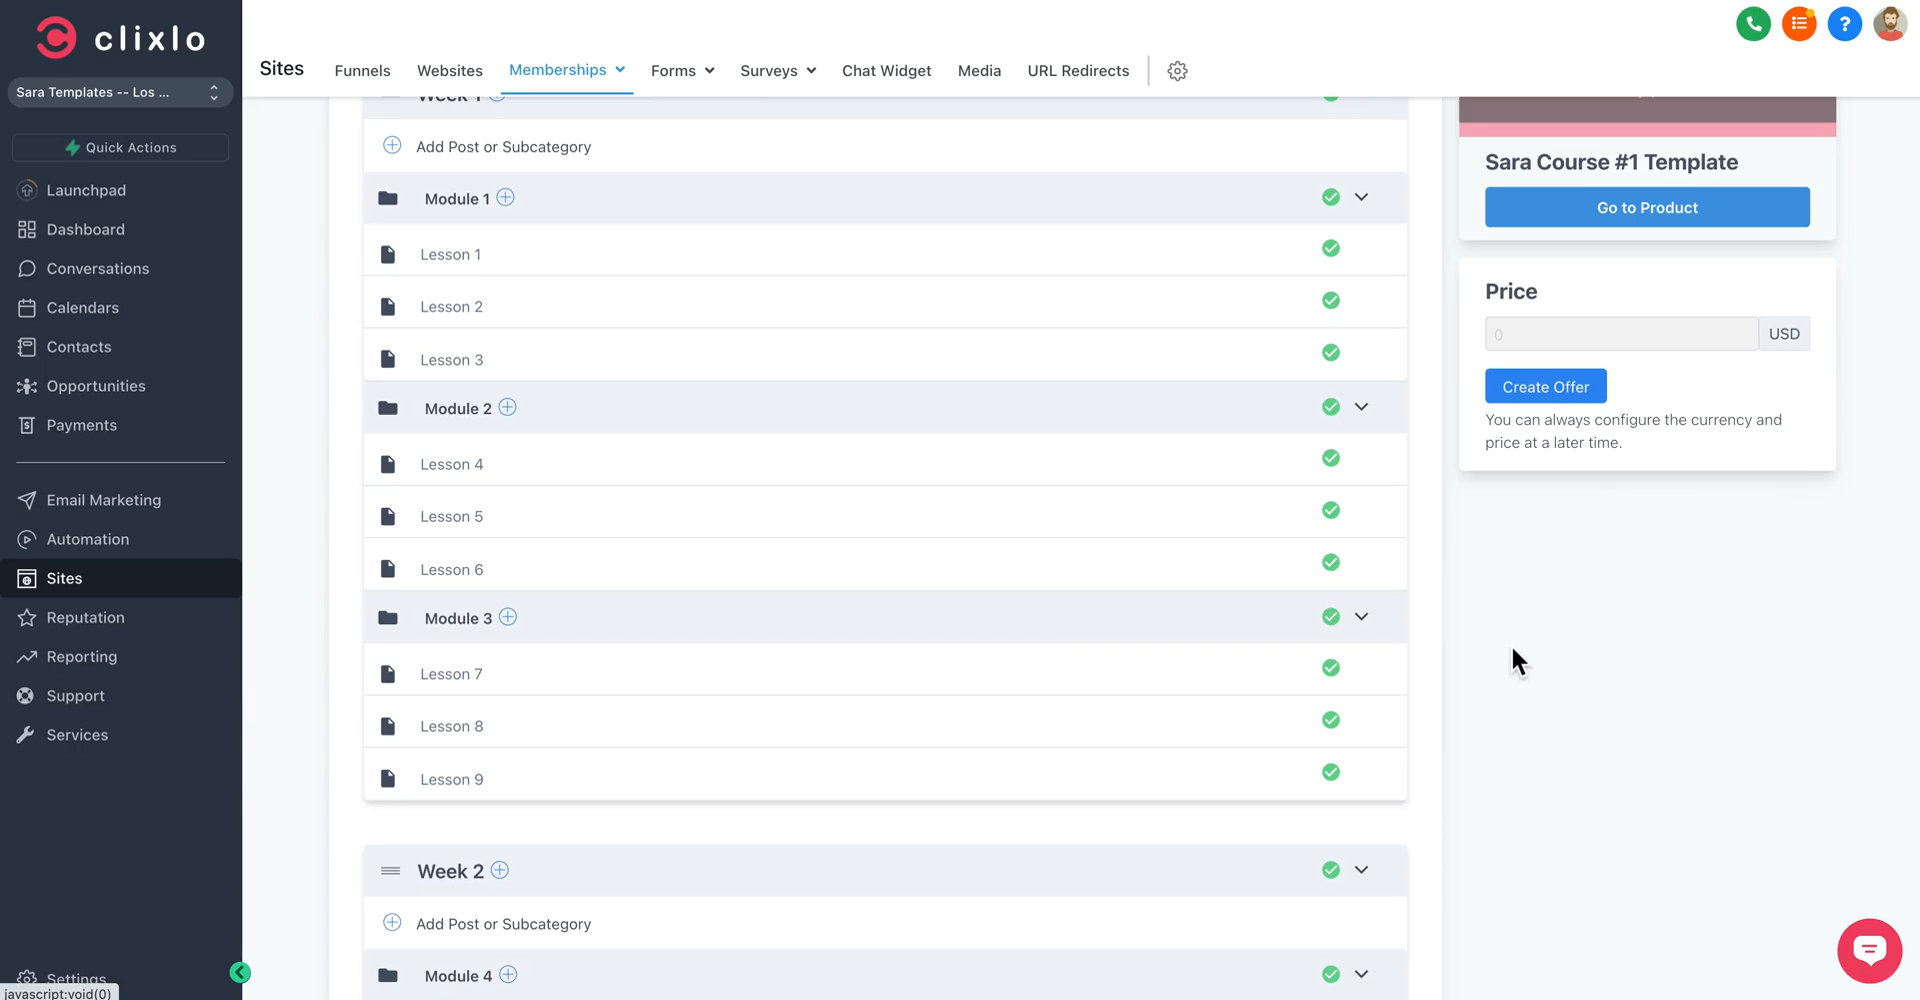 clixlo
Sara Templates -- Los ...
Quick Actions
Launchpad
Dashboard
Conversations
Calendars
Contacts
Opportunities
Payments
Email Marketing
Automation
Sites
Reputation
Reporting
Support
Services
Settings
javascript:void(0)
Sites
Funnels
Websites
Memberships
Forms
Surveys
Chat Widget
Media
URL Redirects
?
Week 1
Add Post or Subcategory
Module 1
Lesson 1
Lesson 2
Lesson 3
Module 2
Lesson 4
Lesson 5
Lesson 6
Module 3
Lesson 7
Lesson 8
Lesson 9
Week 2
Add Post or Subcategory
Module 4
Sara Course #1 Template
Go to Product
Price
0
USD
Create Offer
You can always configure the currency and
price at a later time.